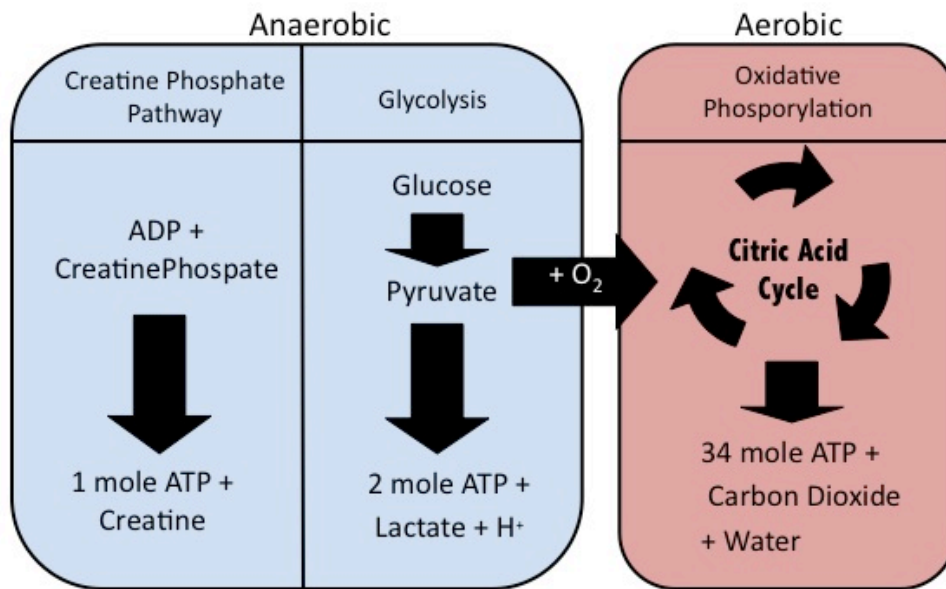 Anaerobic
Creatine Phosphate
Pathway
ADP +
CreatinePhospate
1 mole ATP +
Creatine
Glycolysis
Glucose
Pyruvate
+ O₂
2 mole ATP +
Lactate + H⁺
Aerobic
Oxidative
Phosporylation
Citric Acid
Cycle
34 mole ATP +
Carbon Dioxide
+ Water